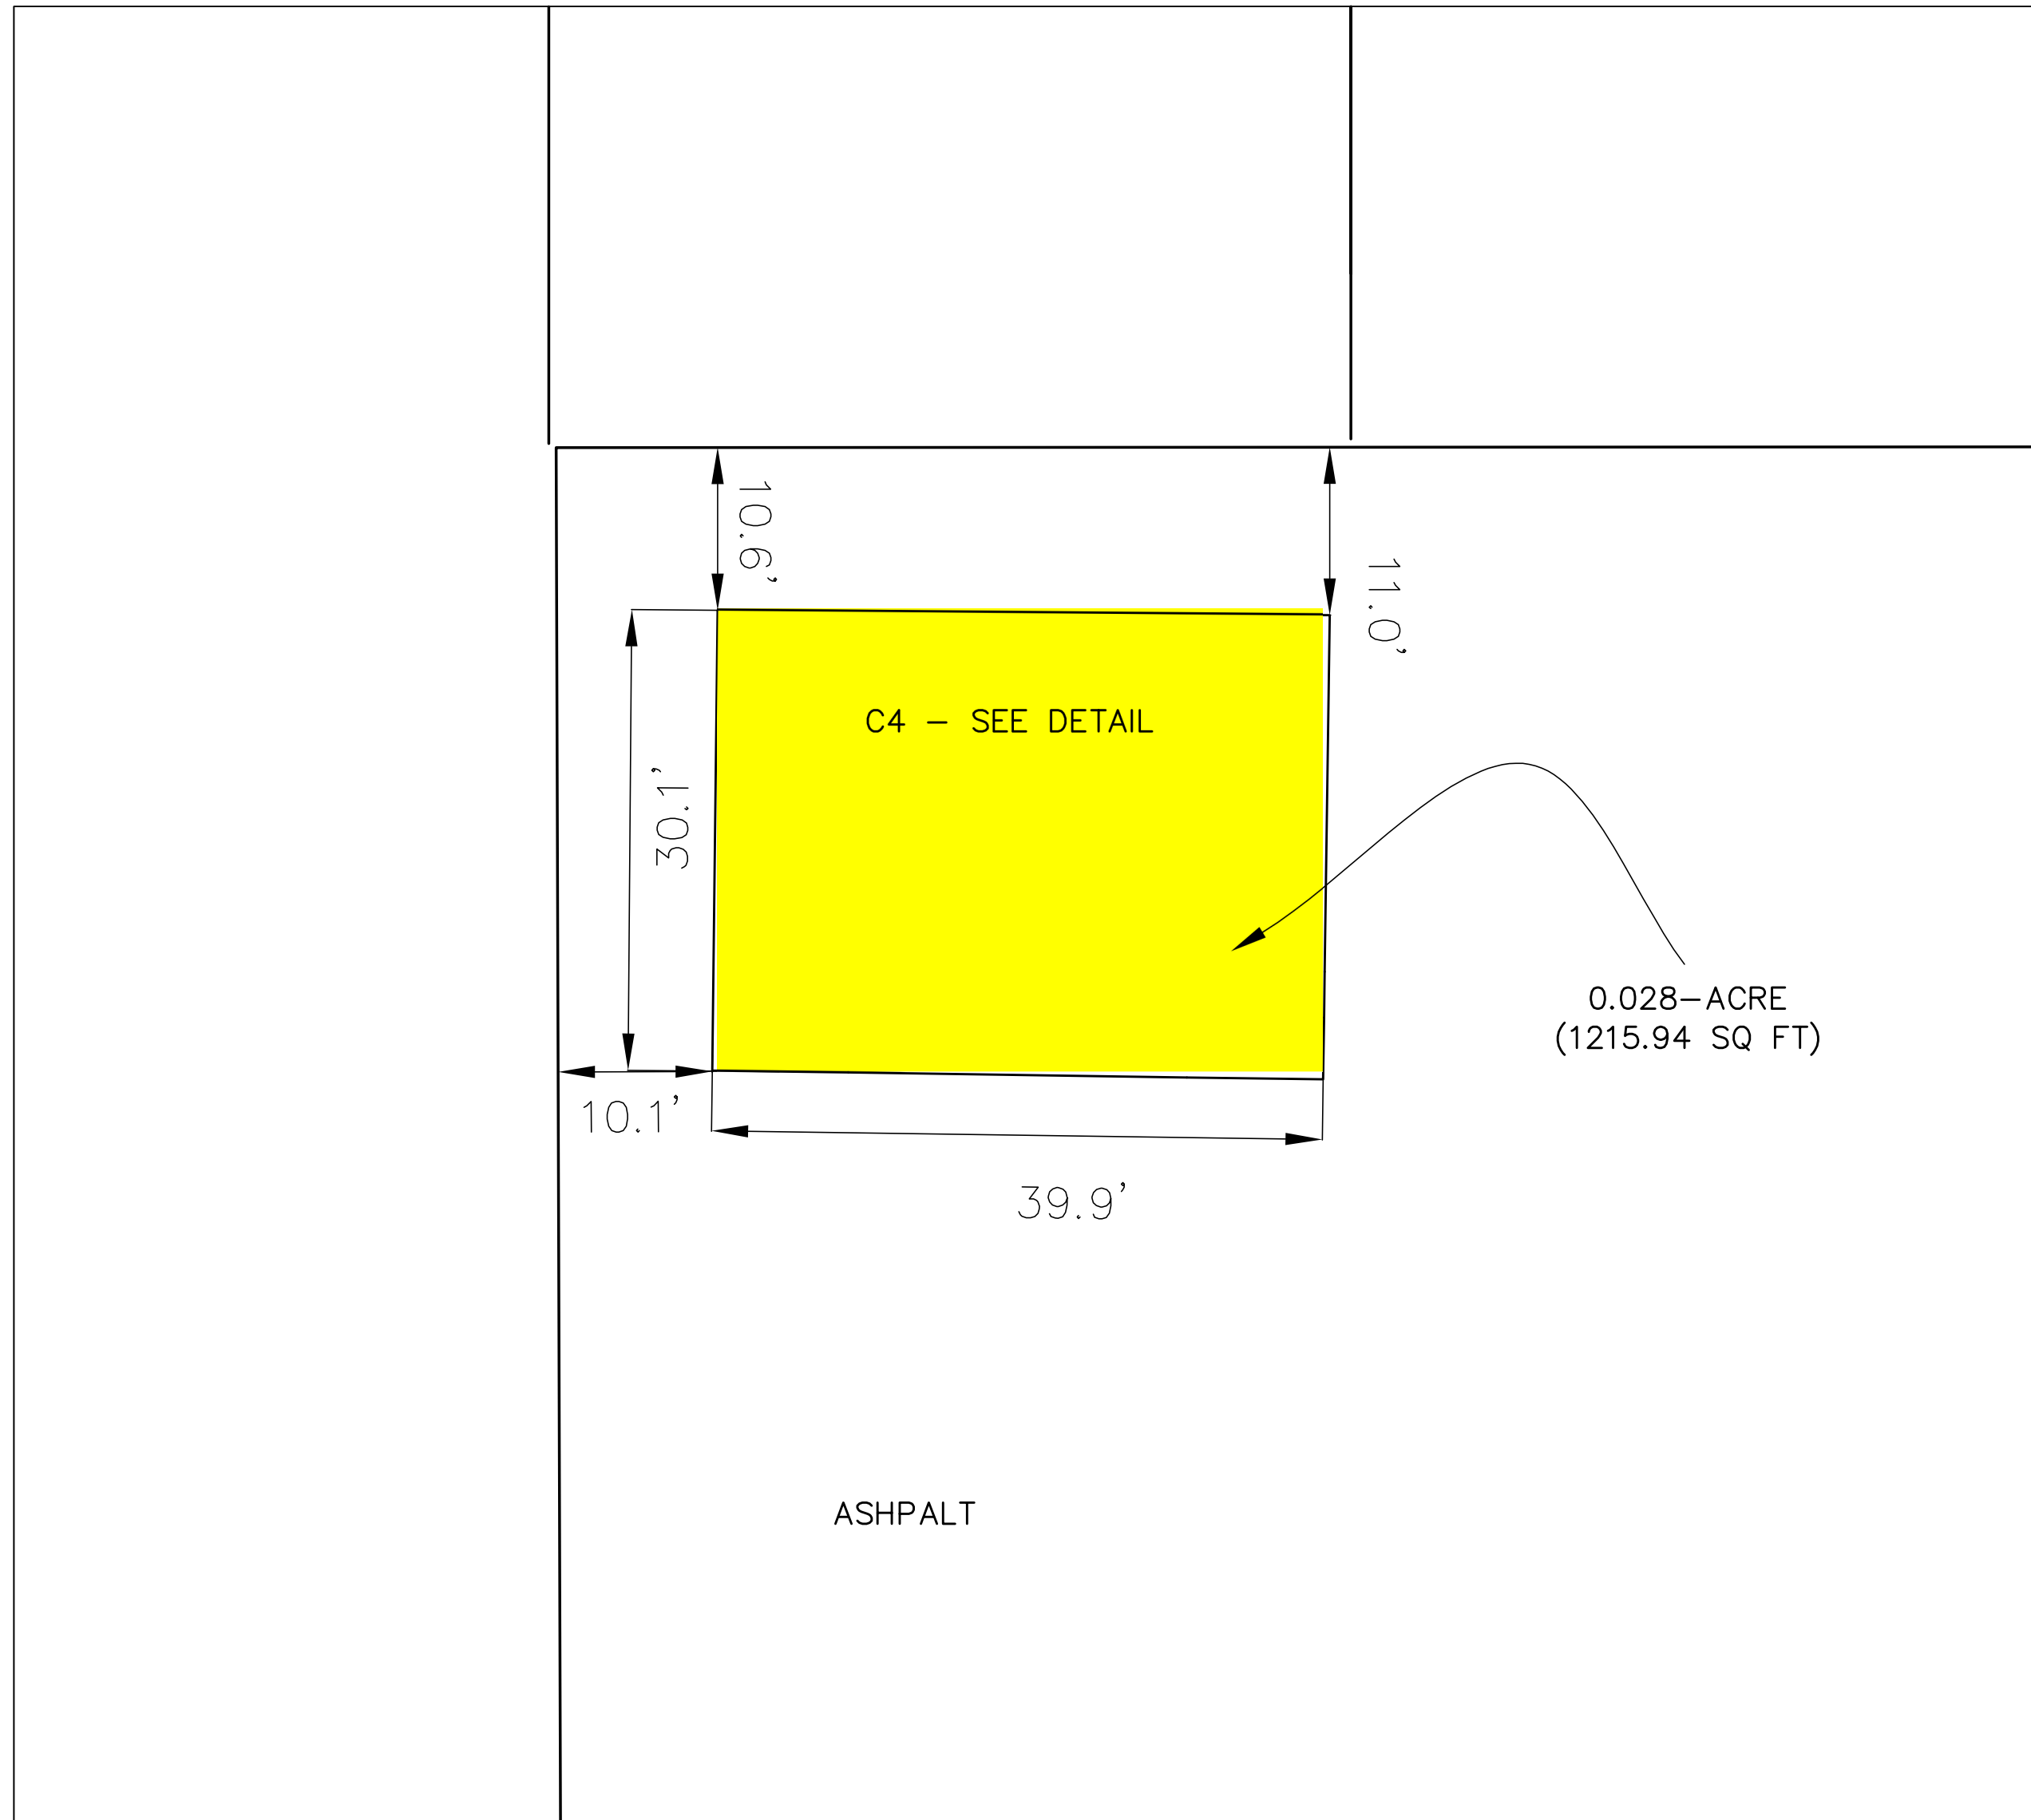 10.6'
11.0'
C4 - SEE DETAIL
30.1'
0.028-ACRE
(1215.94 SQ FT)
10.1'
39.9'
ASHPALT